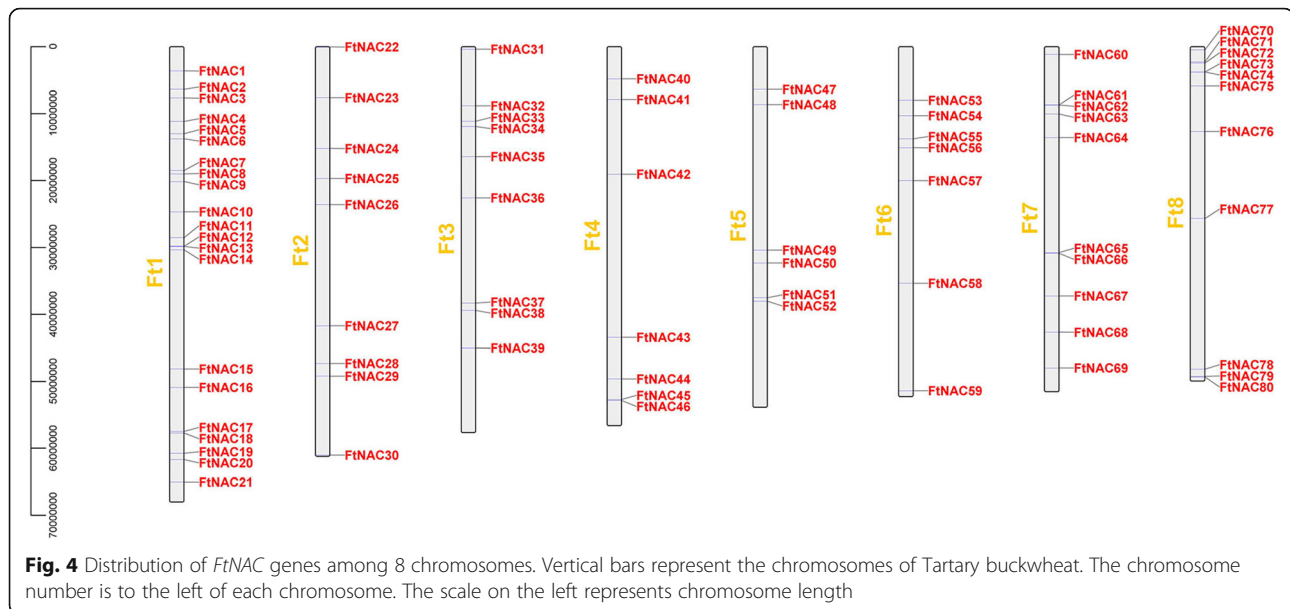 0
10000000
20000000
30000000
40000000
50000000
60000000
70000000
Ft1
FtNAC1
FtNAC2
FtNAC3
FtNAC4
FtNAC5
FtNAC6
FtNAC7
FtNAC8
FtNAC9
FtNAC10
FtNAC11
FtNAC12
FtNAC13
FtNAC14
FtNAC15
FtNAC16
FtNAC17
FtNAC18
FtNAC19
FtNAC20
FtNAC21
Ft2
FtNAC22
FtNAC23
FtNAC24
FtNAC25
FtNAC26
FtNAC27
FtNAC28
FtNAC29
FtNAC30
Ft3
FtNAC31
FtNAC32
FtNAC33
FtNAC34
FtNAC35
FtNAC36
FtNAC37
FtNAC38
FtNAC39
Ft4
FtNAC40
FtNAC41
FtNAC42
FtNAC43
FtNAC44
FtNAC45
FtNAC46
Ft5
FtNAC47
FtNAC48
FtNAC49
FtNAC50
FtNAC51
FtNAC52
Ft6
FtNAC53
FtNAC54
FtNAC55
FtNAC56
FtNAC57
FtNAC58
FtNAC59
Ft7
FtNAC60
FtNAC61
FtNAC62
FtNAC63
FtNAC64
FtNAC65
FtNAC66
FtNAC67
FtNAC68
FtNAC69
Ft8
FtNAC70
FtNAC71
FtNAC72
FtNAC73
FtNAC74
FtNAC75
FtNAC76
FtNAC77
FtNAC78
FtNAC79
FtNAC80
Fig. 4 Distribution of FtNAC genes among 8 chromosomes. Vertical bars represent the chromosomes of Tartary buckwheat. The chromosome
number is to the left of each chromosome. The scale on the left represents chromosome length